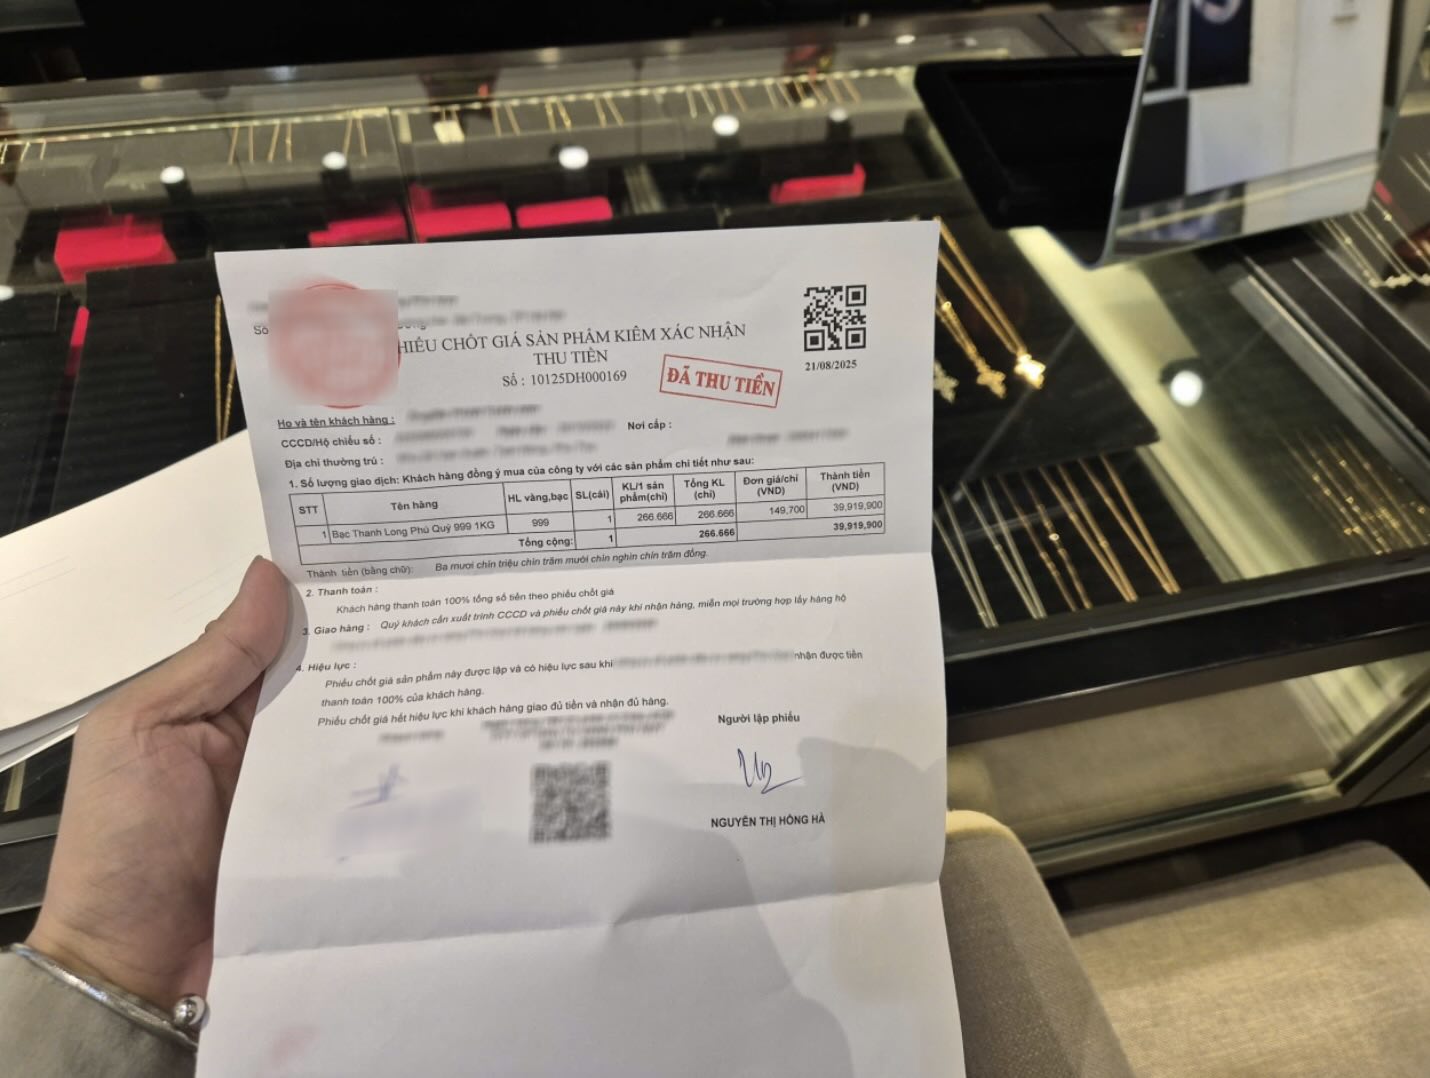 Số
HIẾU CHỐT GIÁ SẢN PHẨM KIÊM XÁC NHẬN
THU TIỀN
Số : 10125DH000169
ĐÃ THU TIỀN
21/08/2025
Họ và tên khách hàng :
CCCD/Hộ chiếu số :
Nơi cấp :
Địa chỉ thường trú :
1. Số lượng giao dịch: Khách hàng đồng ý mua của công ty với các sản phẩm chi tiết như sau:
STT Tên hàng HL vàng,bạc SL(cái) KL/1 sản phẩm(chỉ) Tổng KL (chỉ) Đơn giá/chỉ (VND) Thành tiền (VND)
1 Bạc Thanh Long Phú Quý 999 1KG 999 1 266.666 266.666 149,700 39,919,900
Tổng cộng: 1 266.666 39,919,900
Thành tiền (bằng chữ): Ba mươi chín triệu chín trăm mười chín nghìn chín trăm đồng.
2. Thanh toán :
Khách hàng thanh toán 100% tổng số tiền theo phiếu chốt giá
3. Giao hàng : Quý khách cần xuất trình CCCD và phiếu chốt giá này khi nhận hàng, miễn mọi trường hợp lấy hàng hộ
4. Hiệu lực :
Phiếu chốt giá sản phẩm này được lập và có hiệu lực sau khi nhận được tiền
thanh toán 100% của khách hàng.
Phiếu chốt giá hết hiệu lực khi khách hàng giao đủ tiền và nhận đủ hàng.
Người lập phiếu
NGUYỄN THỊ HỒNG HÀ